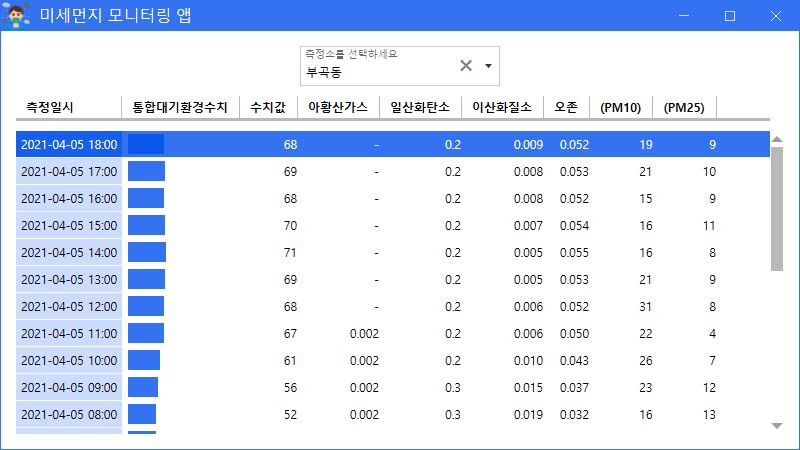 미세먼지 모니터링 앱
측정소를 선택하세요
부곡동
측정일시 통합대기환경수치 수치값 아황산가스 일산화탄소 이산화질소 오존 (PM10) (PM25)
2021-04-05 18:00 68 - 0.2 0.009 0.052 19 9
2021-04-05 17:00 69 - 0.2 0.008 0.053 21 10
2021-04-05 16:00 68 - 0.2 0.008 0.052 15 9
2021-04-05 15:00 70 - 0.2 0.007 0.054 16 11
2021-04-05 14:00 71 - 0.2 0.005 0.055 16 8
2021-04-05 13:00 69 - 0.2 0.005 0.053 21 9
2021-04-05 12:00 68 - 0.2 0.006 0.052 31 8
2021-04-05 11:00 67 0.002 0.2 0.006 0.050 22 4
2021-04-05 10:00 61 0.002 0.2 0.010 0.043 26 7
2021-04-05 09:00 56 0.002 0.3 0.015 0.037 23 12
2021-04-05 08:00 52 0.002 0.3 0.019 0.032 16 13